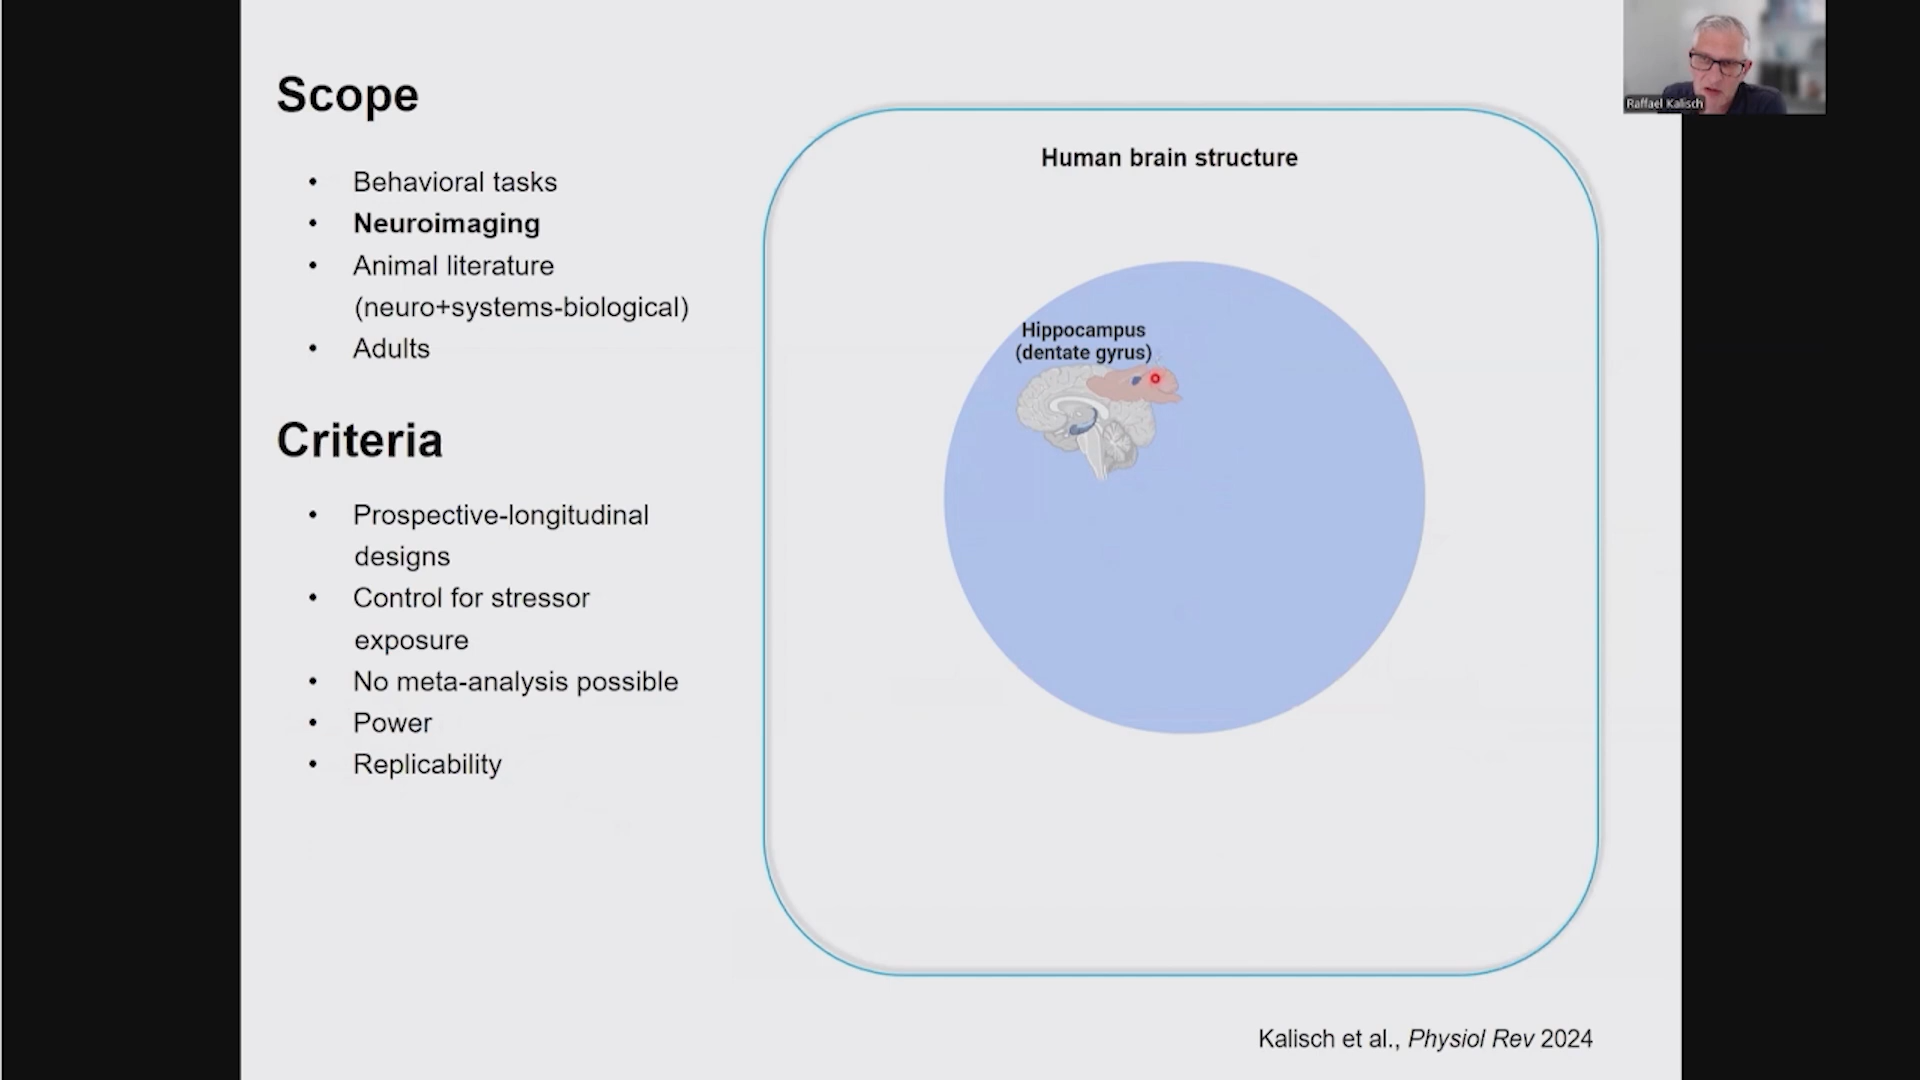 Scope
• Behavioral tasks
• Neuroimaging
• Animal literature
(neuro+systems-biological)
• Adults
Criteria
• Prospective-longitudinal
designs
• Control for stressor
exposure
• No meta-analysis possible
• Power
• Replicability
Human brain structure
Hippocampus
(dentate gyrus)
Kalisch et al., Physiol Rev 2024
Raffael Kalisch